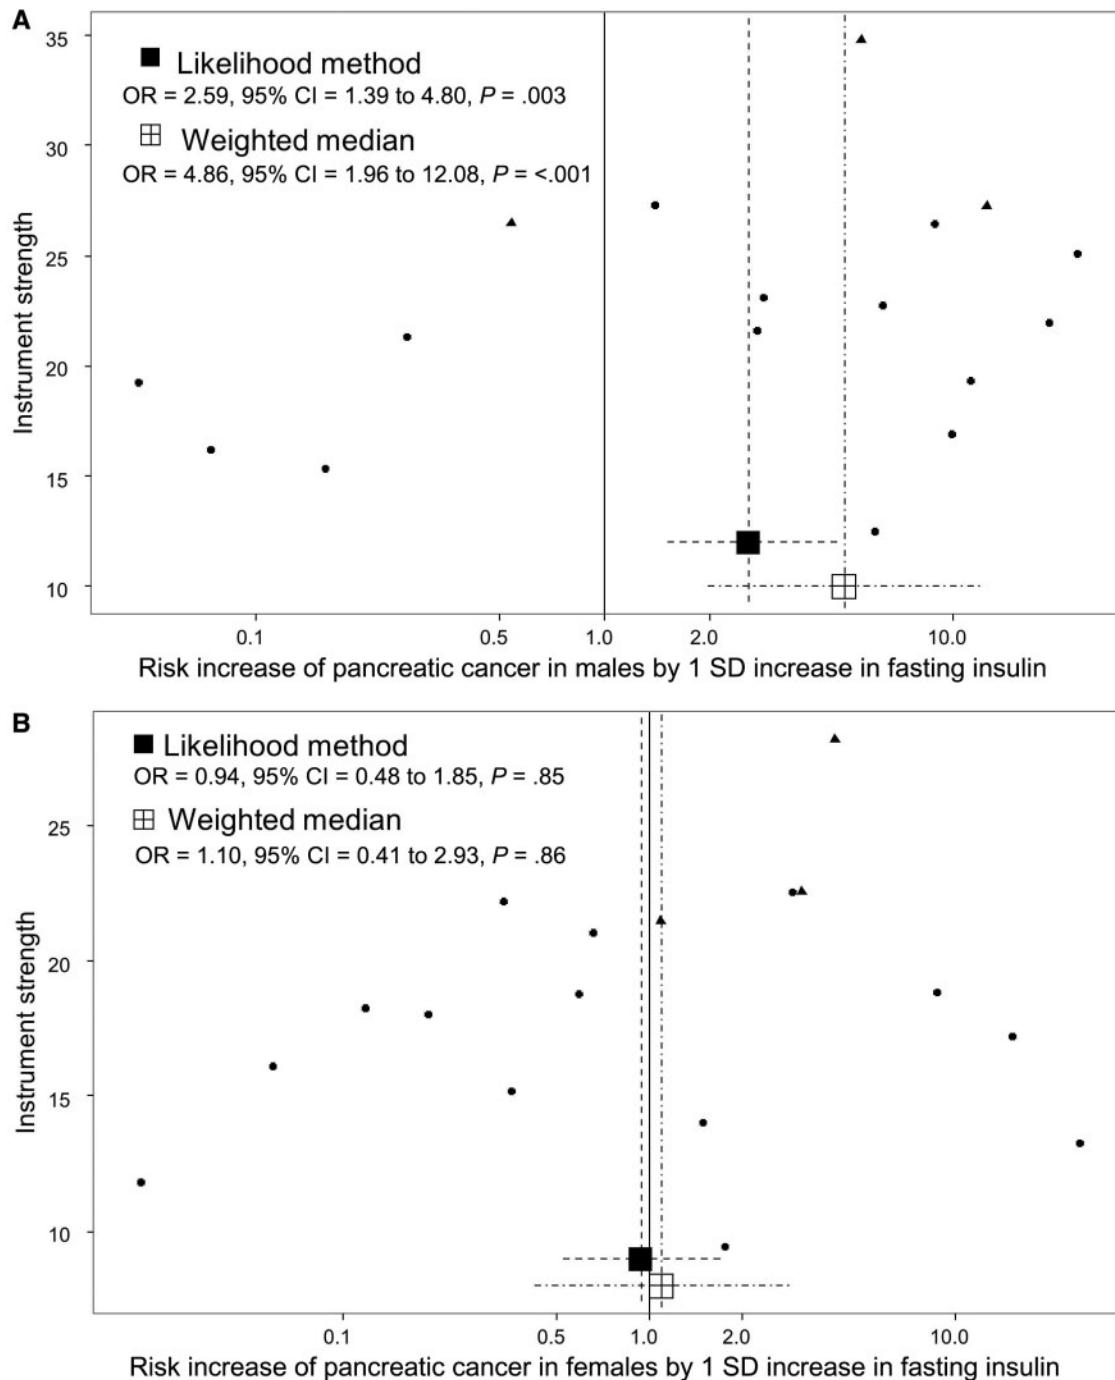 A
Likelihood method
OR = 2.59, 95% CI = 1.39 to 4.80, P = .003
Weighted median
OR = 4.86, 95% CI = 1.96 to 12.08, P = <.001
Instrument strength
35
30
25
20
15
10
0.1 0.5 1.0 2.0 10.0
Risk increase of pancreatic cancer in males by 1 SD increase in fasting insulin
B
Likelihood method
OR = 0.94, 95% CI = 0.48 to 1.85, P = .85
Weighted median
OR = 1.10, 95% CI = 0.41 to 2.93, P = .86
Instrument strength
25
20
15
10
0.1 0.5 1.0 2.0 10.0
Risk increase of pancreatic cancer in females by 1 SD increase in fasting insulin